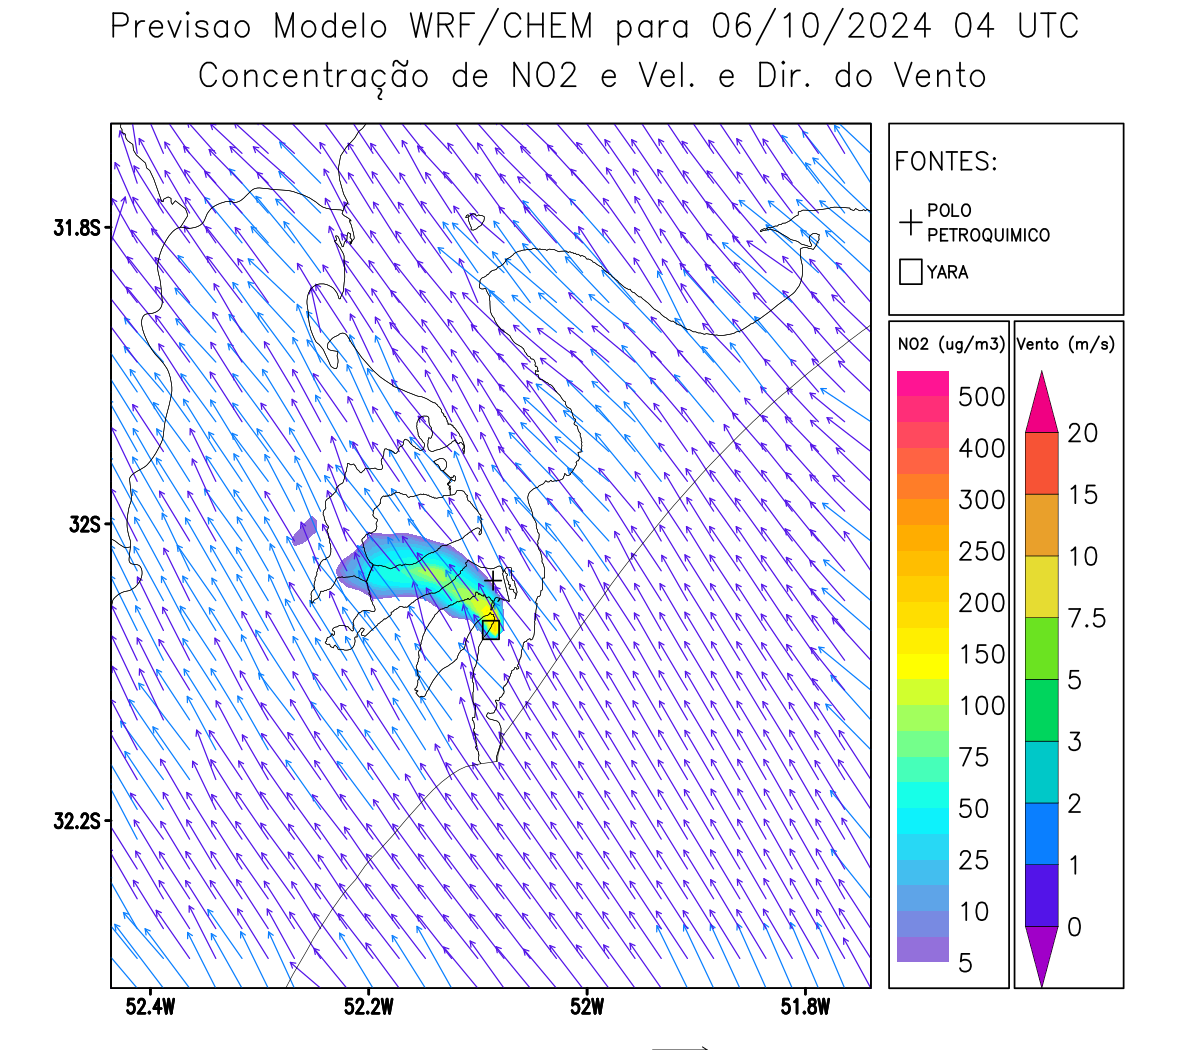 Previsao Modelo WRF/CHEM para 06/10/2024 04 UTC
Concentração de NO2 e Vel. e Dir. do Vento
FONTES:
POLO
PETROQUIMICO
YARA
31.8S
32S
32.2S
52.4W
52.2W
52W
51.8W
NO2 (ug/m3)
500
400
300
250
200
150
100
75
50
25
10
5
Vento (m/s)
20
15
10
7.5
5
3
2
1
0